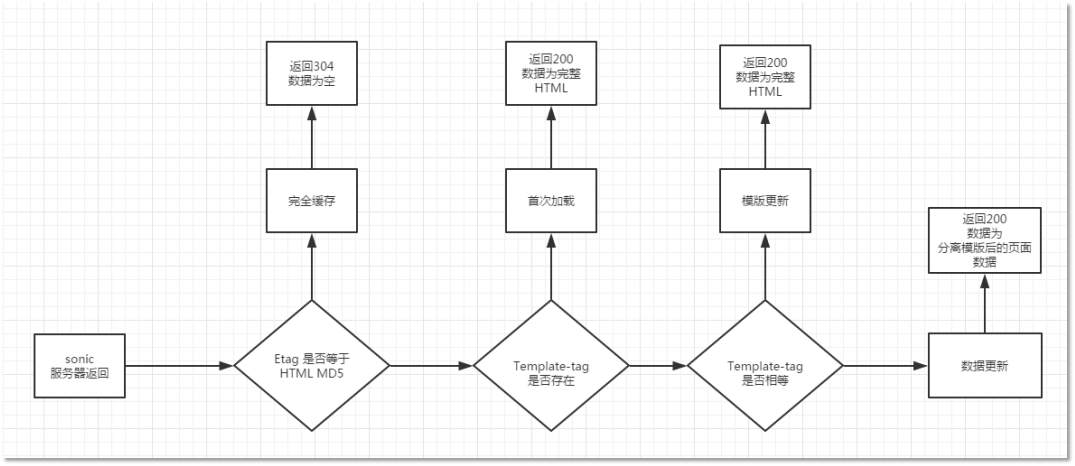 返回304
数据为空
返回200
数据为完整
HTML
返回200
数据为完整
HTML
完全缓存
首次加载
模版更新
返回200
数据为
分离模版后的页面
数据
sonic
服务器返回
Etag 是否等于
HTML MD5
Template-tag
是否存在
Template-tag
是否相等
数据更新